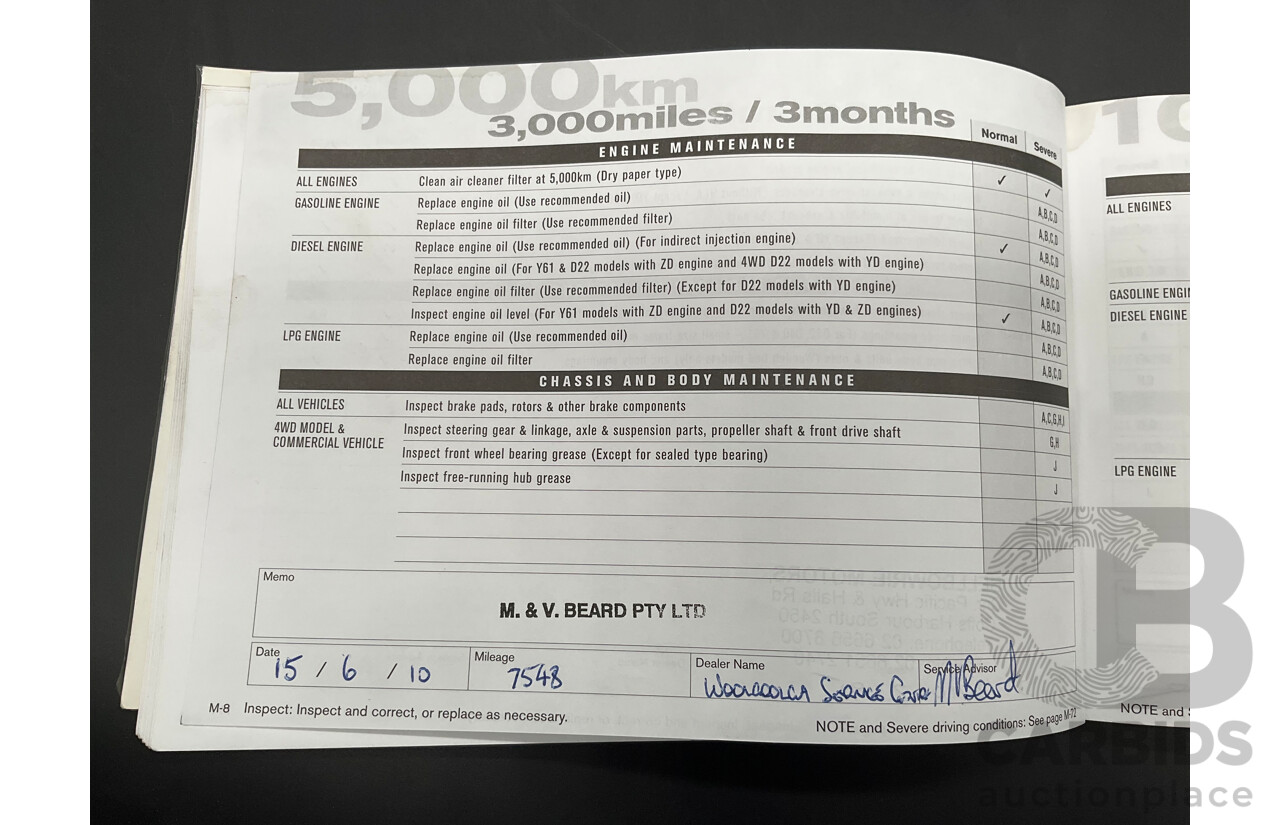 5,000km
3,000miles / 3months
Normal Severe
ENGINE MAINTENANCE
ALL ENGINES Clean air cleaner filter at 5,000km (Dry paper type) ✓ ✓
GASOLINE ENGINE Replace engine oil (Use recommended oil) A,B,C,D
Replace engine oil filter (Use recommended filter) A,B,C,D
DIESEL ENGINE Replace engine oil (Use recommended oil) (For indirect injection engine) ✓ A,B,C,D
Replace engine oil (For Y61 & D22 models with ZD engine and 4WD D22 models with YD engine) A,B,C,D
Replace engine oil filter (Use recommended filter) (Except for D22 models with YD engine) A,B,C,D
Inspect engine oil level (For Y61 models with ZD engine and D22 models with YD & ZD engines) ✓ A,B,C,D
LPG ENGINE Replace engine oil (Use recommended oil) A,B,C,D
Replace engine oil filter A,B,C,D
CHASSIS AND BODY MAINTENANCE
ALL VEHICLES Inspect brake pads, rotors & other brake components A,C,G,H,I
4WD MODEL & COMMERCIAL VEHICLE Inspect steering gear & linkage, axle & suspension parts, propeller shaft & front drive shaft G,H
Inspect front wheel bearing grease (Except for sealed type bearing) J
Inspect free-running hub grease J
Memo
M. & V. BEARD PTY LTD
Date 15 / 6 / 10
Mileage 7548
Dealer Name Woolgoolga Service Centre
Service Advisor M Beard
M-8 Inspect: Inspect and correct, or replace as necessary.
NOTE and Severe driving conditions: See page M-72
10
ALL ENGINES
GASOLINE ENGIN
DIESEL ENGINE
LPG ENGINE
NOTE and
CB
CARBIDS
auctionplace